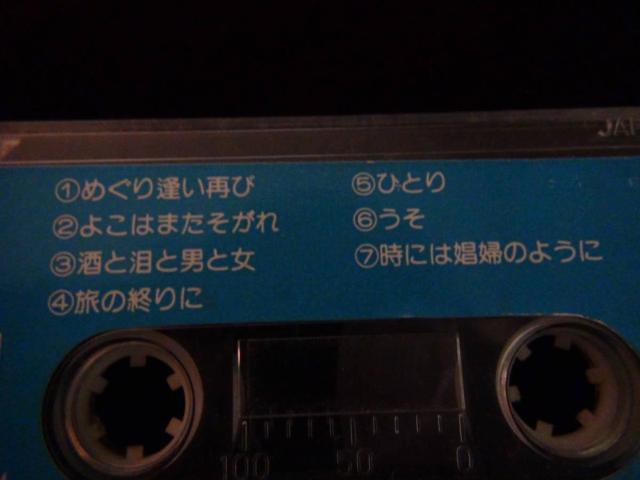 JAP
①めぐり逢い再び
②よこはまたそがれ
③酒と泪と男と女
④旅の終りに
⑤ひとり
⑥うそ
⑦時には娼婦のように
100 50 0